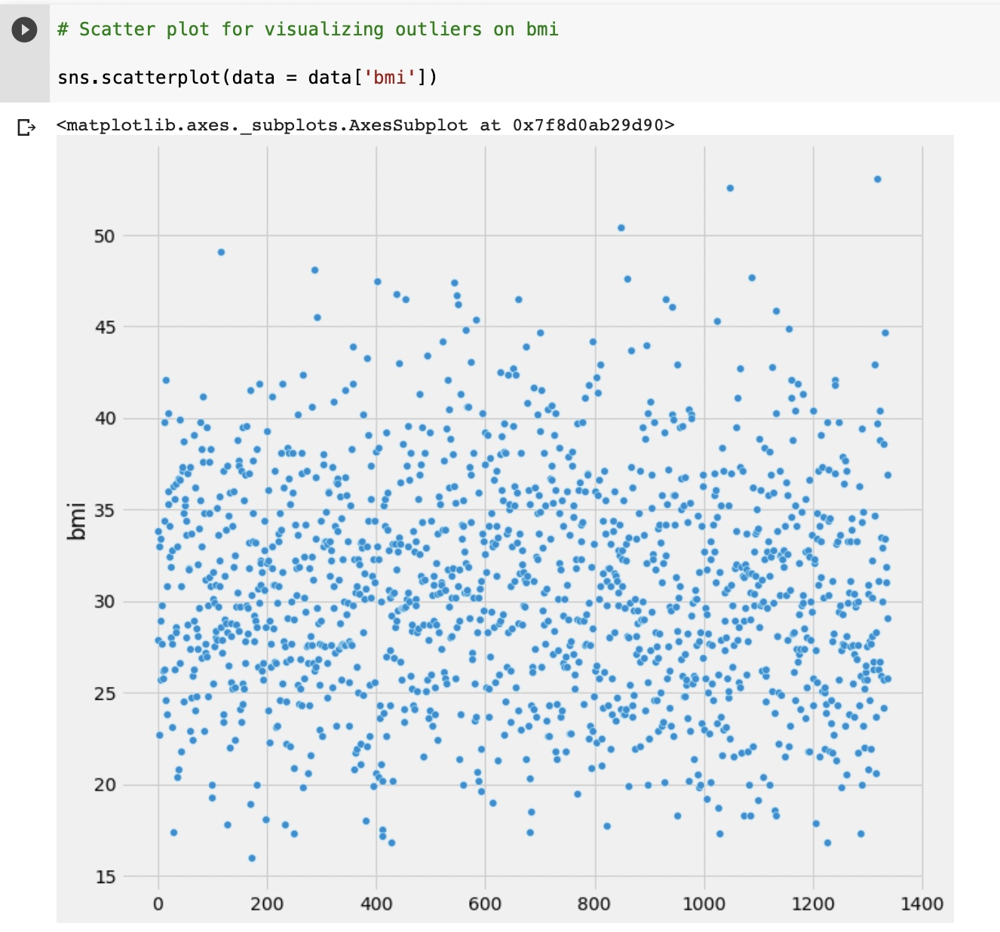 # Scatter plot for visualizing outliers on bmi
sns.scatterplot(data = data['bmi'])
<matplotlib.axes._subplots.AxesSubplot at 0x7f8d0ab29d90>
50
45
40
35
bmi
30
25
20
15
0 200 400 600 800 1000 1200 1400